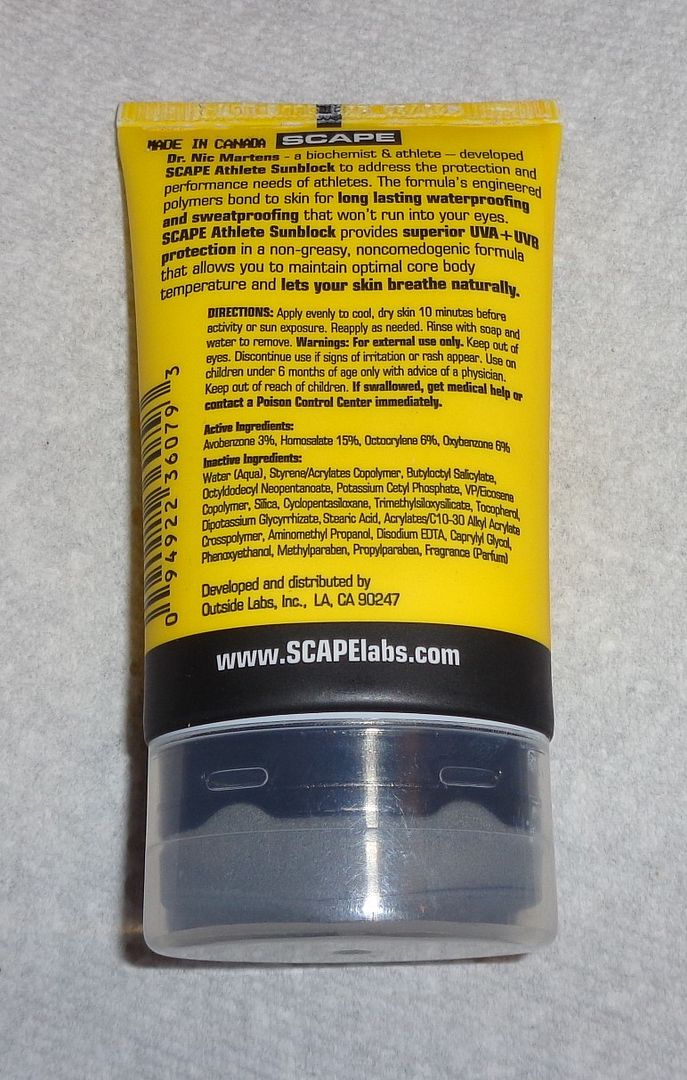 MADE IN CANADA SCAPE
Dr. Nic Martens - a biochemist & athlete — developed
SCAPE Athlete Sunblock to address the protection and
performance needs of athletes. The formula's engineered
polymers bond to skin for long lasting waterproofing
and sweatproofing that won't run into your eyes.
SCAPE Athlete Sunblock provides superior UVA+UVB
protection in a non-greasy, noncomedogenic formula
that allows you to maintain optimal core body
temperature and lets your skin breathe naturally.
DIRECTIONS: Apply evenly to cool, dry skin 10 minutes before
activity or sun exposure. Reapply as needed. Rinse with soap and
water to remove. Warnings: For external use only. Keep out of
eyes. Discontinue use if signs of irritation or rash appear. Use on
children under 6 months of age only with advice of a physician.
Keep out of reach of children. If swallowed, get medical help or
contact a Poison Control Center immediately.
Active Ingredients:
Avobenzone 3%, Homosalate 15%, Octocrylene 6%, Oxybenzone 6%
Inactive Ingredients:
Water (Aqua), Styrene/Acrylates Copolymer, Butyloctyl Salicylate,
Octyldodecyl Neopentanoate, Potassium Cetyl Phosphate, VP/Eicosene
Copolymer, Silica, Cyclopentasiloxane, Trimethylsiloxysilicate, Tocopherol,
Dipotassium Glycyrrhizate, Stearic Acid, Acrylates/C10-30 Alkyl Acrylate
Crosspolymer, Aminomethyl Propanol, Disodium EDTA, Caprylyl Glycol,
Phenoxyethanol, Methylparaben, Propylparaben, Fragrance (Parfum)
0 94922 36079 3
Developed and distributed by
Outside Labs, Inc., LA, CA 90247
www.SCAPElabs.com